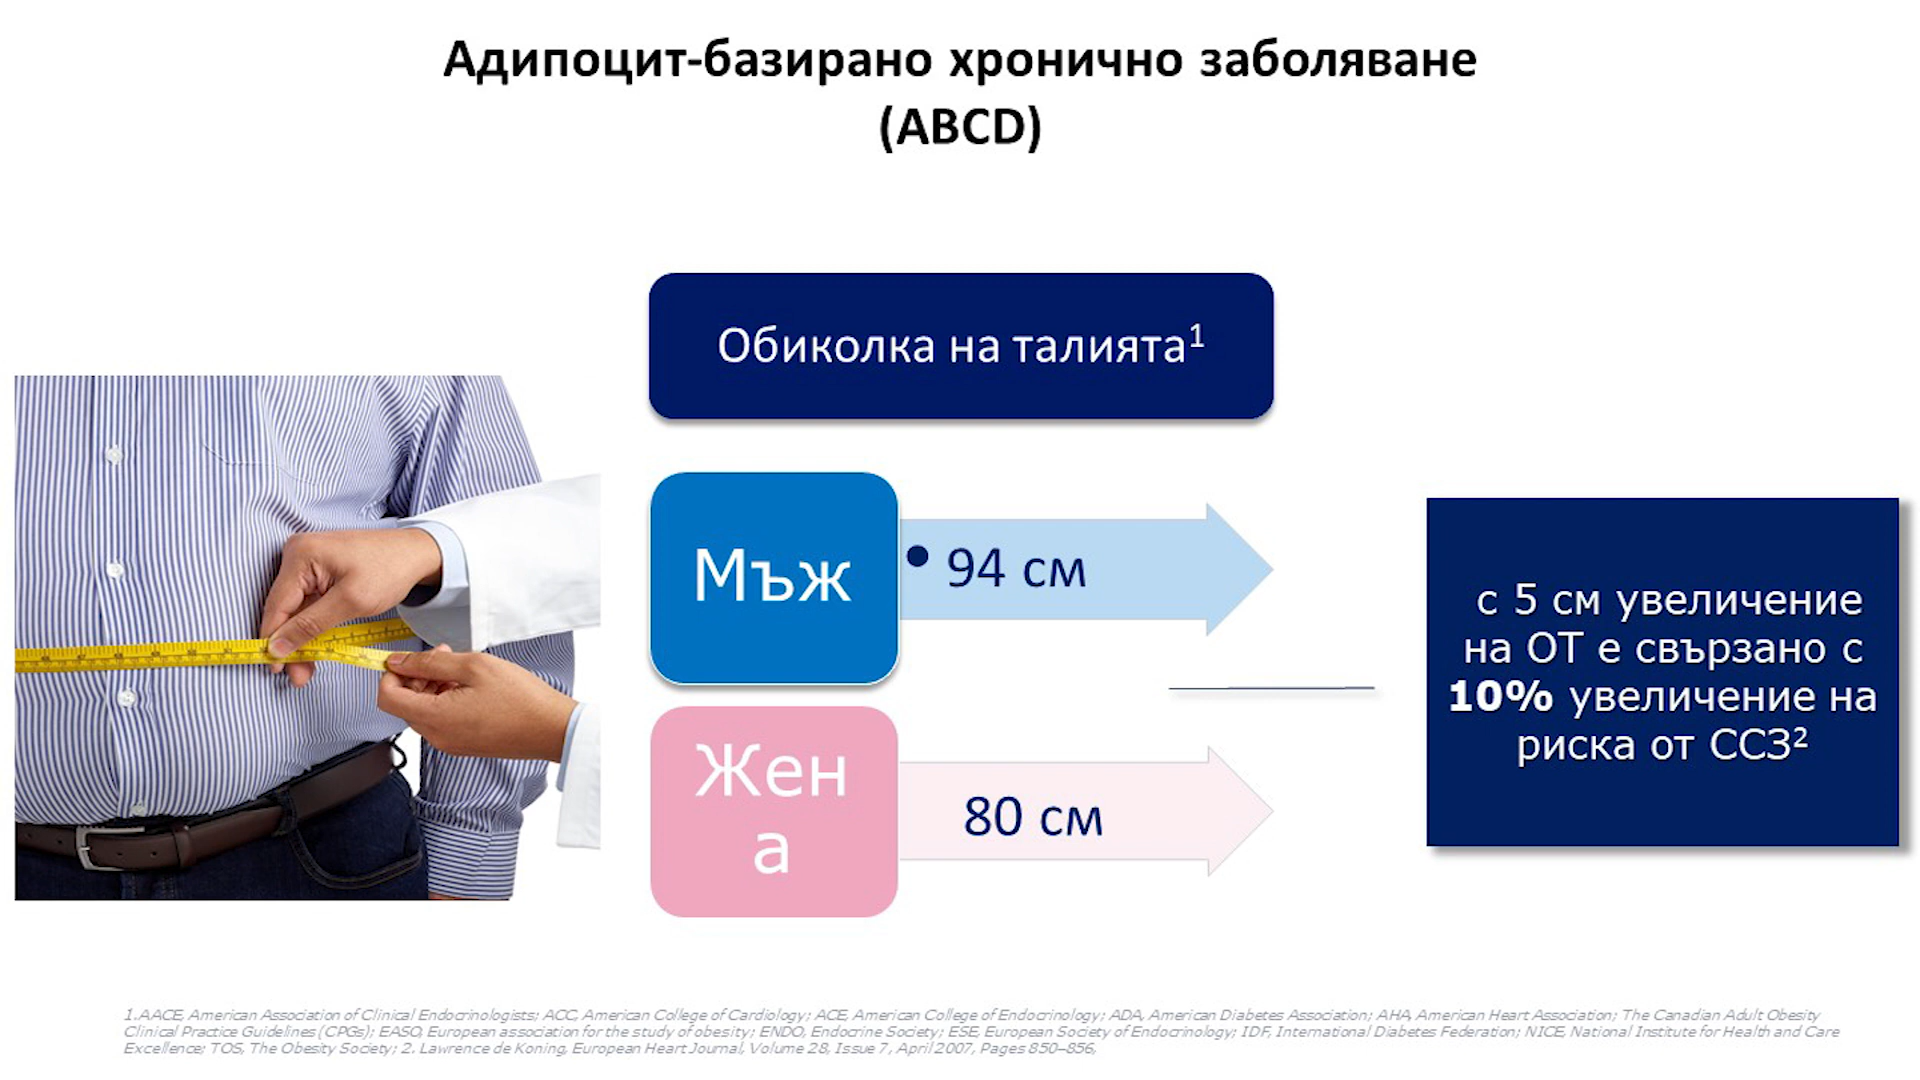 Адипоцит-базирано хронично заболяване
(ABCD)
Обиколка на талията¹
Мъж
• 94 см
Жен
а
80 см
с 5 см увеличение
на ОТ е свързано с
10% увеличение на
риска от ССЗ²
1.AACE, American Association of Clinical Endocrinologists; ACC, American College of Cardiology; ACE, American College of Endocrinology; ADA, American Diabetes Association; AHA, American Heart Association; The Canadian Adult Obesity
Clinical Practice Guidelines (CPGs); EASO, European association for the study of obesity; ENDO, Endocrine Society; ESE, European Society of Endocrinology; IDF, International Diabetes Federation; NICE, National Institute for Health and Care
Excellence; TOS, The Obesity Society; 2. Lawrence de Koning, European Heart Journal, Volume 28, Issue 7, April 2007, Pages 850–856,